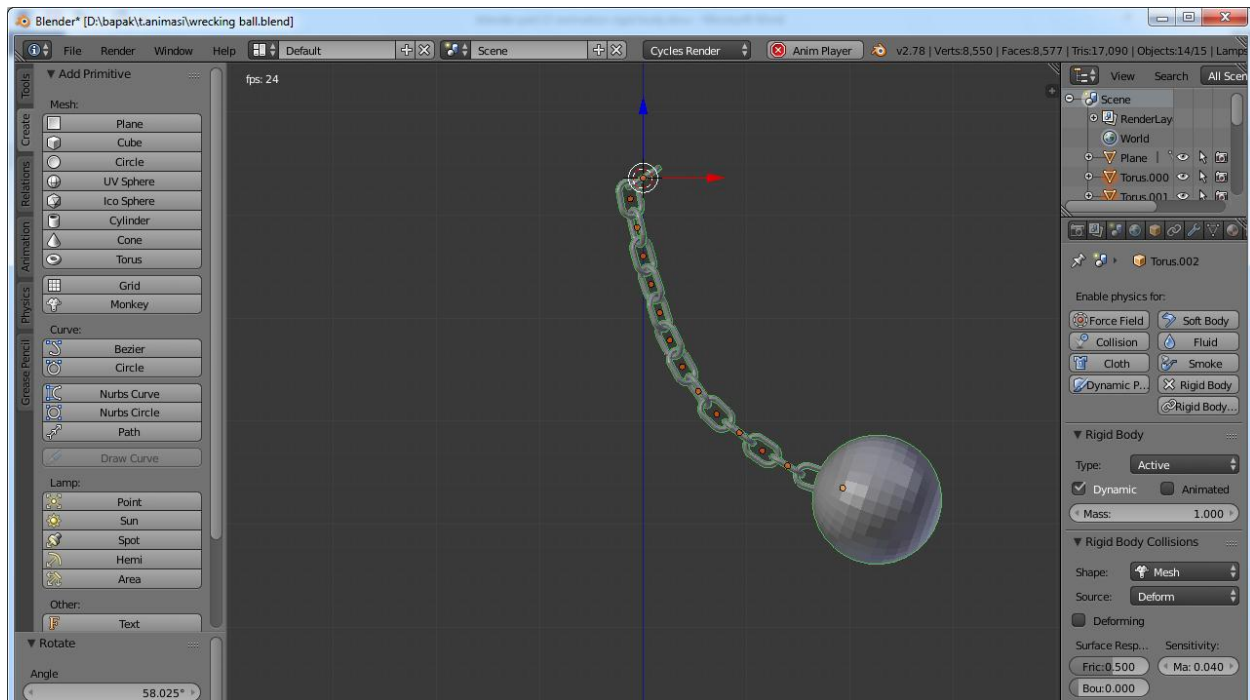 Blender* [D:\bapak\t.animasi\wrecking ball.blend]
File Render Window Help Default Scene Cycles Render Anim Player v2.78 | Verts:8,550 | Faces:8,577 | Tris:17,090 | Objects:14/15 | Lamps
Tools
Create
Relations
Animation
Physics
Grease Pencil
Add Primitive
Mesh:
Plane
Cube
Circle
UV Sphere
Ico Sphere
Cylinder
Cone
Torus
Grid
Monkey
Curve:
Bezier
Circle
Nurbs Curve
Nurbs Circle
Path
Draw Curve
Lamp:
Point
Sun
Spot
Hemi
Area
Other:
Text
Rotate
Angle
58.025°
fps: 24
View Search All Scen
Scene
RenderLay
World
Plane
Torus.000
Torus.001
Torus.002
Enable physics for:
Force Field Soft Body
Collision Fluid
Cloth Smoke
Dynamic P... Rigid Body
Rigid Body...
Rigid Body
Type: Active
Dynamic Animated
Mass: 1.000
Rigid Body Collisions
Shape: Mesh
Source: Deform
Deforming
Surface Resp... Sensitivity:
Fric:0.500 Ma: 0.040
Bou:0.000